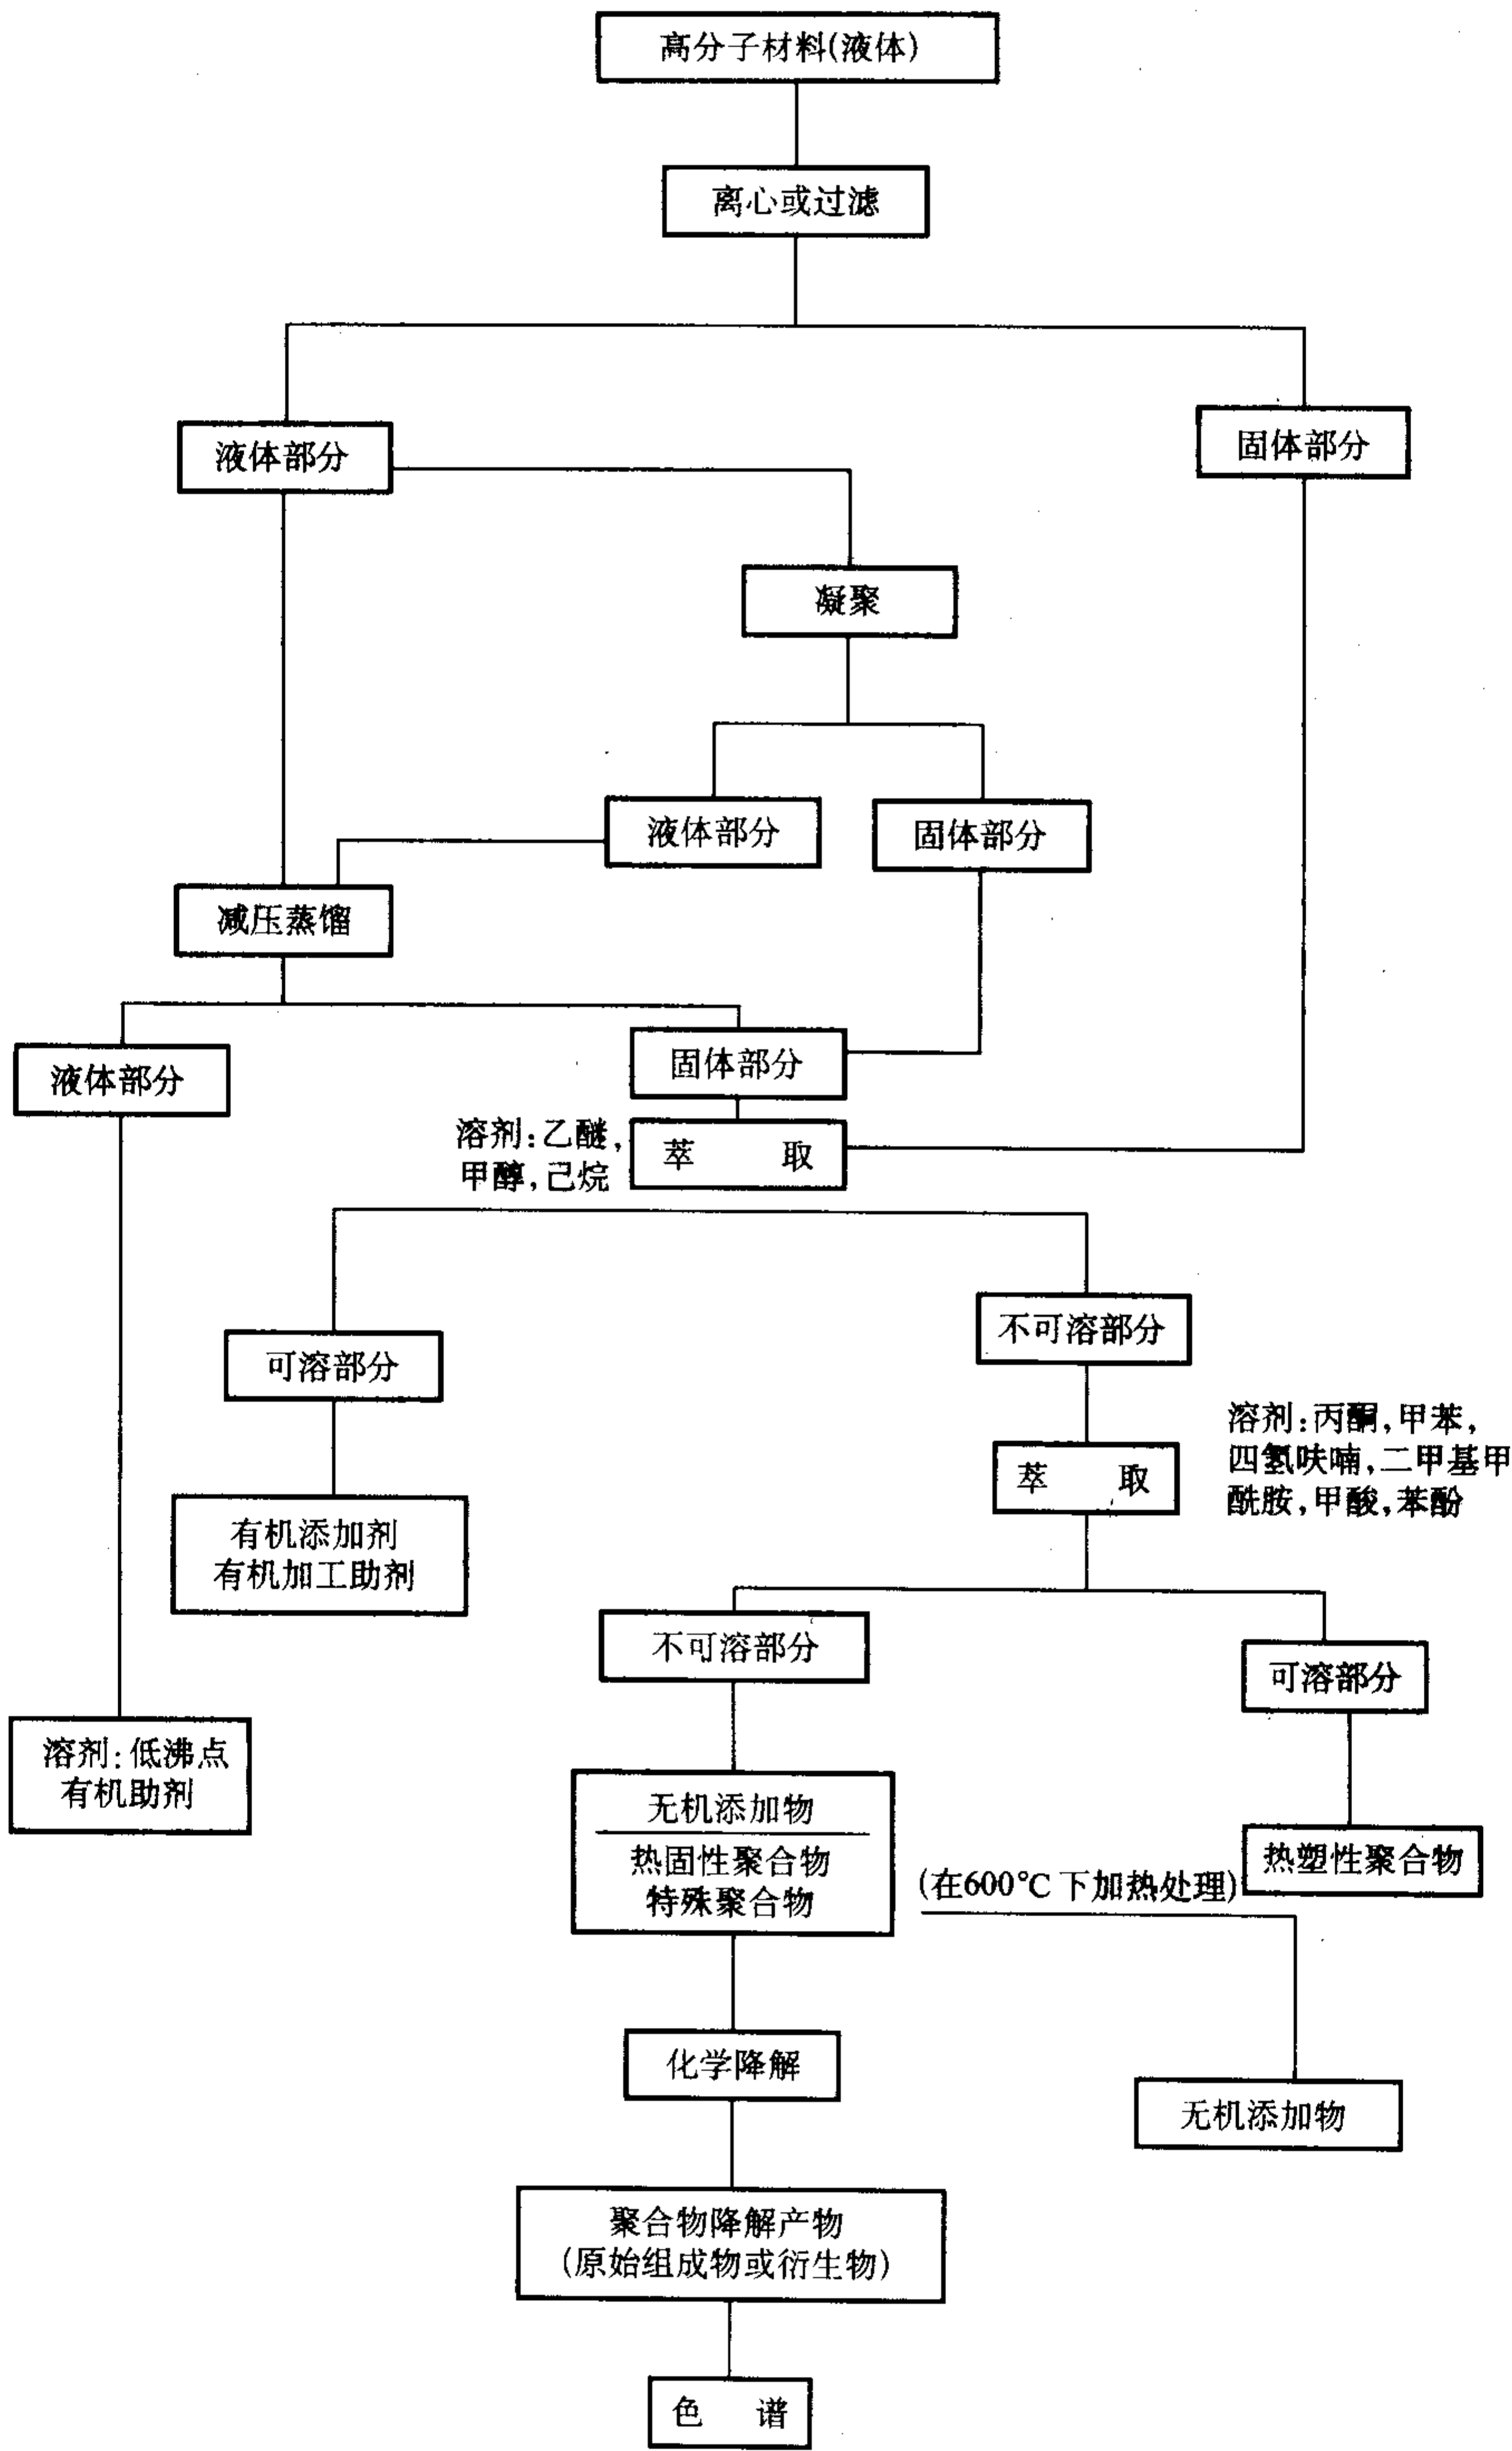 高分子材料(液体)
离心或过滤
液体部分
固体部分
凝聚
液体部分
固体部分
减压蒸馏
液体部分
固体部分
溶剂:乙醚,
甲醇,己烷
萃 取
可溶部分
不可溶部分
溶剂:丙酮,甲苯,
四氢呋喃,二甲基甲
酰胺,甲酸,苯酚
萃 取
有机添加剂
有机加工助剂
不可溶部分
可溶部分
溶剂:低沸点
有机助剂
无机添加物
热固性聚合物
特殊聚合物
(在600℃下加热处理)
热塑性聚合物
化学降解
无机添加物
聚合物降解产物
(原始组成物或衍生物)
色 谱